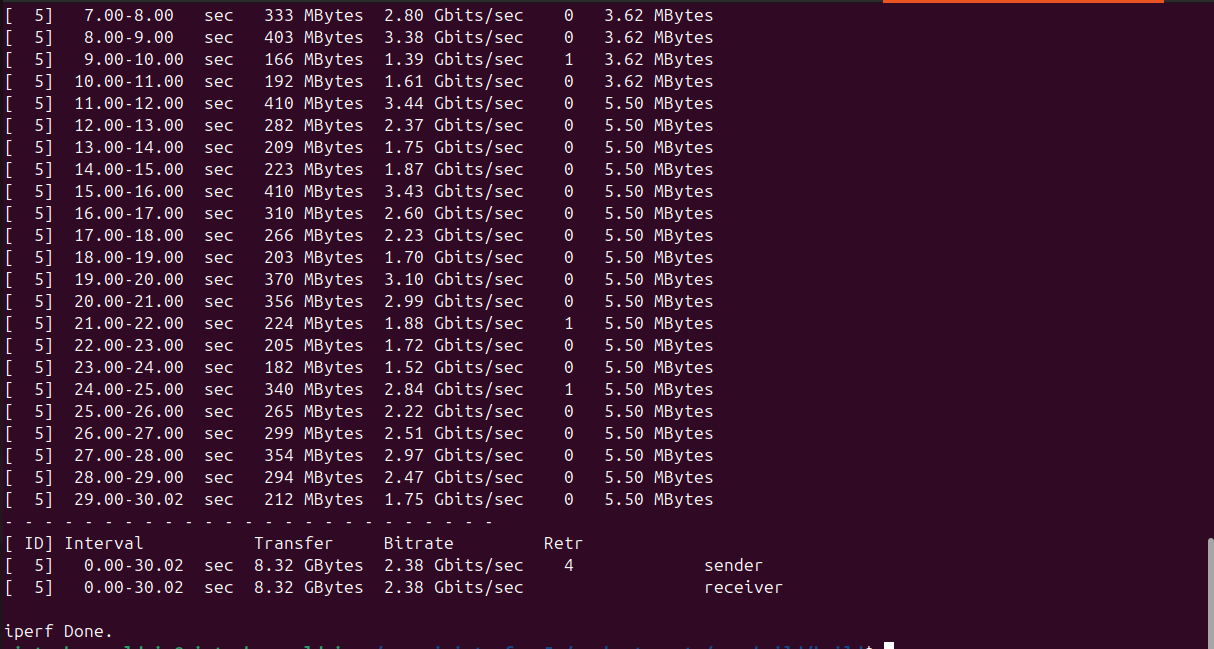 [  5]   7.00-8.00   sec   333 MBytes  2.80 Gbits/sec    0   3.62 MBytes
[  5]   8.00-9.00   sec   403 MBytes  3.38 Gbits/sec    0   3.62 MBytes
[  5]   9.00-10.00  sec   166 MBytes  1.39 Gbits/sec    1   3.62 MBytes
[  5]  10.00-11.00  sec   192 MBytes  1.61 Gbits/sec    0   3.62 MBytes
[  5]  11.00-12.00  sec   410 MBytes  3.44 Gbits/sec    0   5.50 MBytes
[  5]  12.00-13.00  sec   282 MBytes  2.37 Gbits/sec    0   5.50 MBytes
[  5]  13.00-14.00  sec   209 MBytes  1.75 Gbits/sec    0   5.50 MBytes
[  5]  14.00-15.00  sec   223 MBytes  1.87 Gbits/sec    0   5.50 MBytes
[  5]  15.00-16.00  sec   410 MBytes  3.43 Gbits/sec    0   5.50 MBytes
[  5]  16.00-17.00  sec   310 MBytes  2.60 Gbits/sec    0   5.50 MBytes
[  5]  17.00-18.00  sec   266 MBytes  2.23 Gbits/sec    0   5.50 MBytes
[  5]  18.00-19.00  sec   203 MBytes  1.70 Gbits/sec    0   5.50 MBytes
[  5]  19.00-20.00  sec   370 MBytes  3.10 Gbits/sec    0   5.50 MBytes
[  5]  20.00-21.00  sec   356 MBytes  2.99 Gbits/sec    0   5.50 MBytes
[  5]  21.00-22.00  sec   224 MBytes  1.88 Gbits/sec    1   5.50 MBytes
[  5]  22.00-23.00  sec   205 MBytes  1.72 Gbits/sec    0   5.50 MBytes
[  5]  23.00-24.00  sec   182 MBytes  1.52 Gbits/sec    0   5.50 MBytes
[  5]  24.00-25.00  sec   340 MBytes  2.84 Gbits/sec    1   5.50 MBytes
[  5]  25.00-26.00  sec   265 MBytes  2.22 Gbits/sec    0   5.50 MBytes
[  5]  26.00-27.00  sec   299 MBytes  2.51 Gbits/sec    0   5.50 MBytes
[  5]  27.00-28.00  sec   354 MBytes  2.97 Gbits/sec    0   5.50 MBytes
[  5]  28.00-29.00  sec   294 MBytes  2.47 Gbits/sec    0   5.50 MBytes
[  5]  29.00-30.02  sec   212 MBytes  1.75 Gbits/sec    0   5.50 MBytes
- - - - - - - - - - - - - - - - - - - - - - - - -
[ ID] Interval           Transfer     Bitrate         Retr
[  5]   0.00-30.02  sec  8.32 GBytes  2.38 Gbits/sec    4             sender
[  5]   0.00-30.02  sec  8.32 GBytes  2.38 Gbits/sec                  receiver
iperf Done.